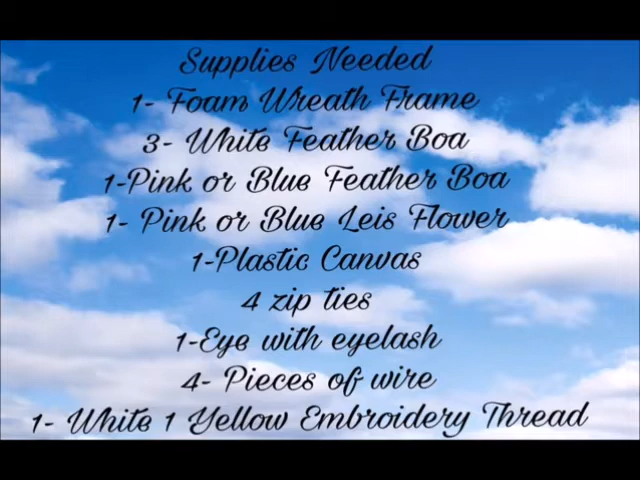 Supplies Needed
1- Foam Wreath Frame
3- White Feather Boa
1-Pink or Blue Feather Boa
1- Pink or Blue Leis Flower
1-Plastic Canvas
4 zip ties
1-Eye with eyelash
4- Pieces of wire
1- White 1 Yellow Embroidery Thread